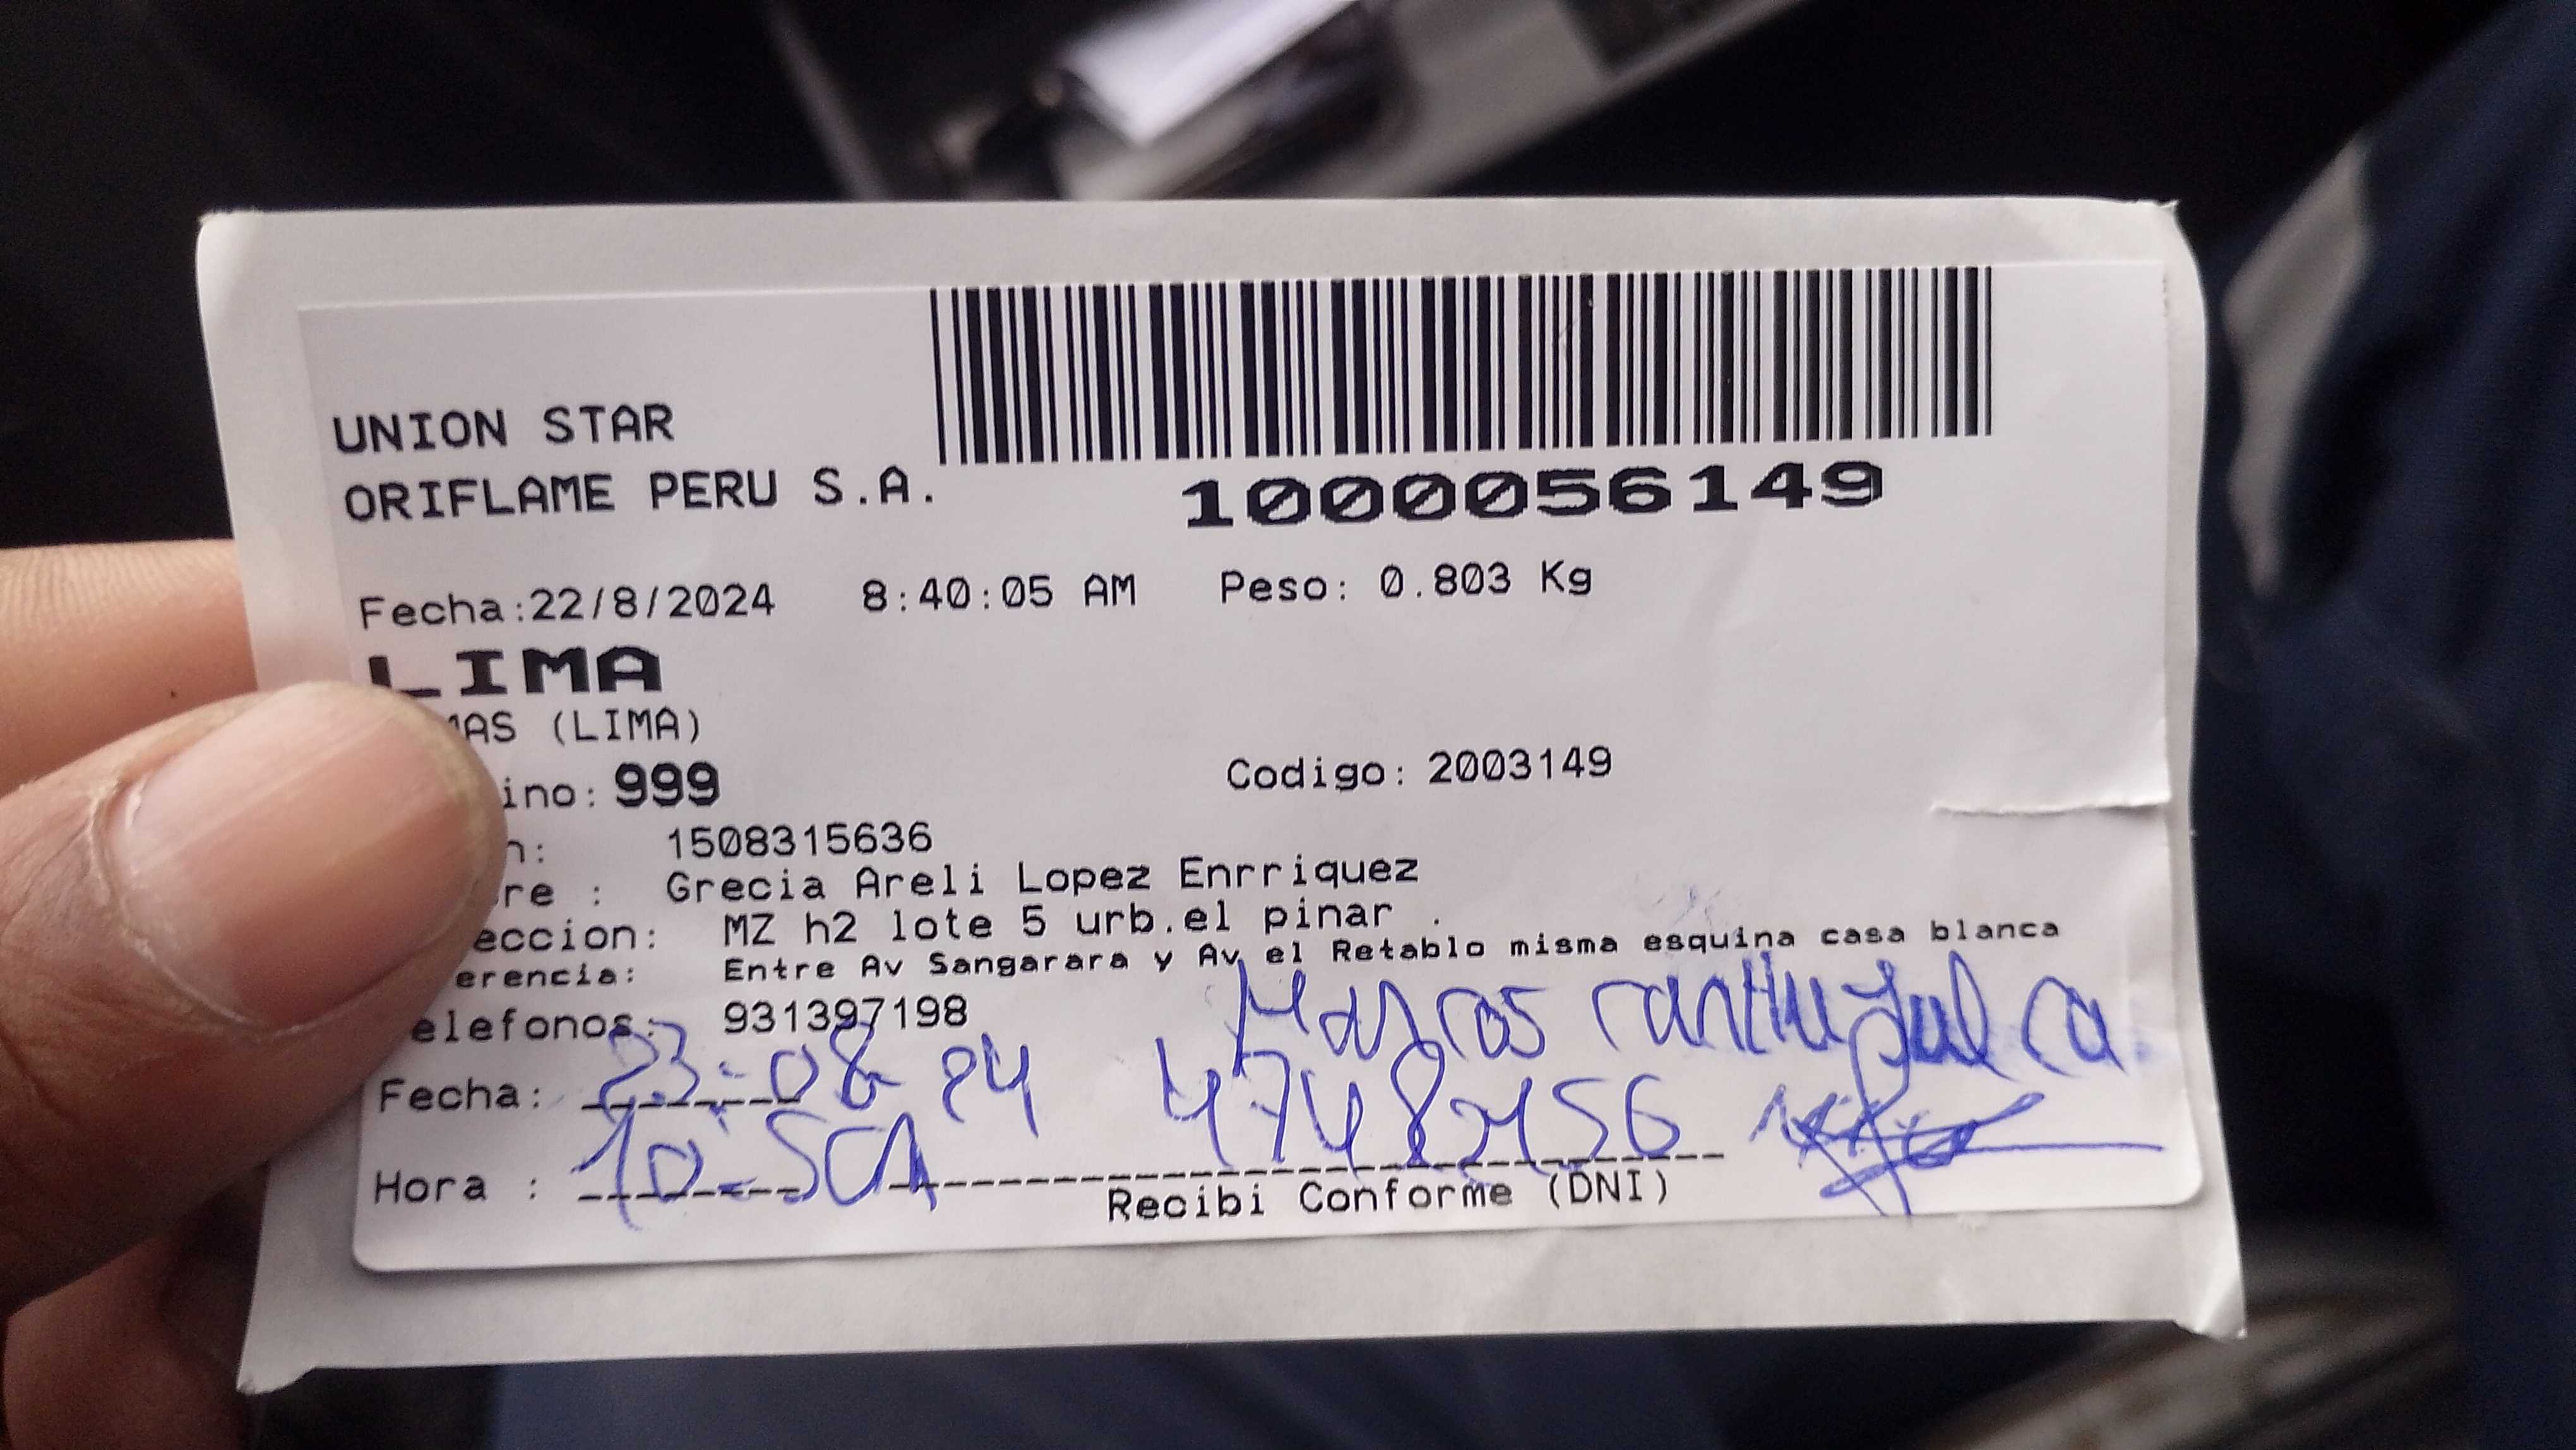 UNION STAR
ORIFLAME PERU S.A.
1000056149
Fecha:22/8/2024 8:40:05 AM Peso: 0.803 Kg
LIMA
MAS (LIMA)
ino: 999 Codigo: 2003149
n: 1508315636
re : Grecia Areli Lopez Enrriquez
eccion: MZ h2 lote 5 urb.el pinar .
erencia: Entre Av Sangarara y Av el Retablo misma esquina casa blanca
elefonos: 931397198
Fecha: 23-08 24
Hora :
Recibi Conforme (DNI)